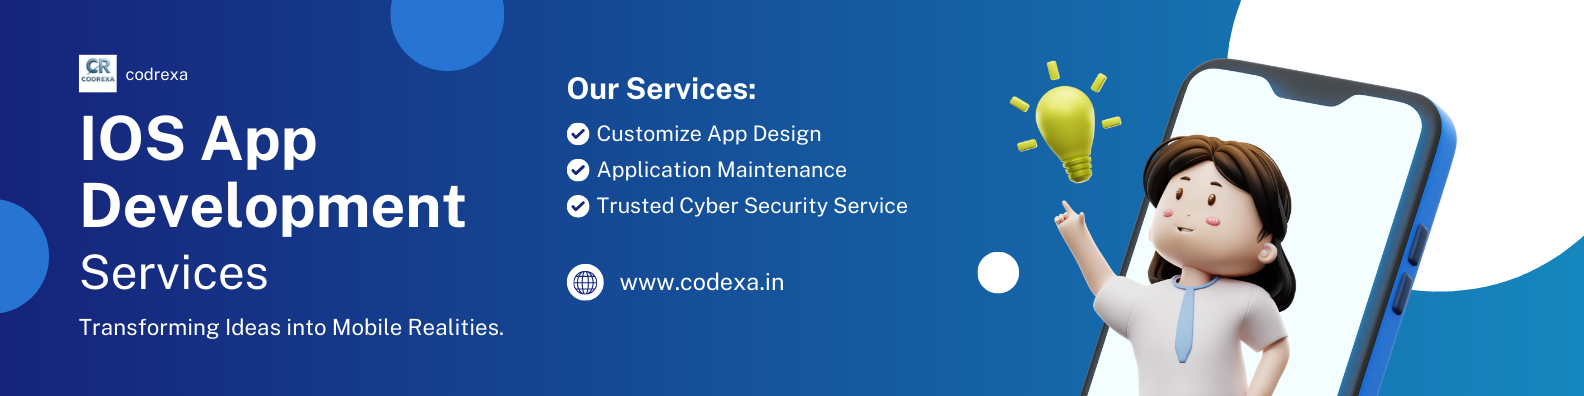 CR
CODREXA
codrexa
IOS App
Development
Services
Transforming Ideas into Mobile Realities.
Our Services:
Customize App Design
Application Maintenance
Trusted Cyber Security Service
www.codexa.in